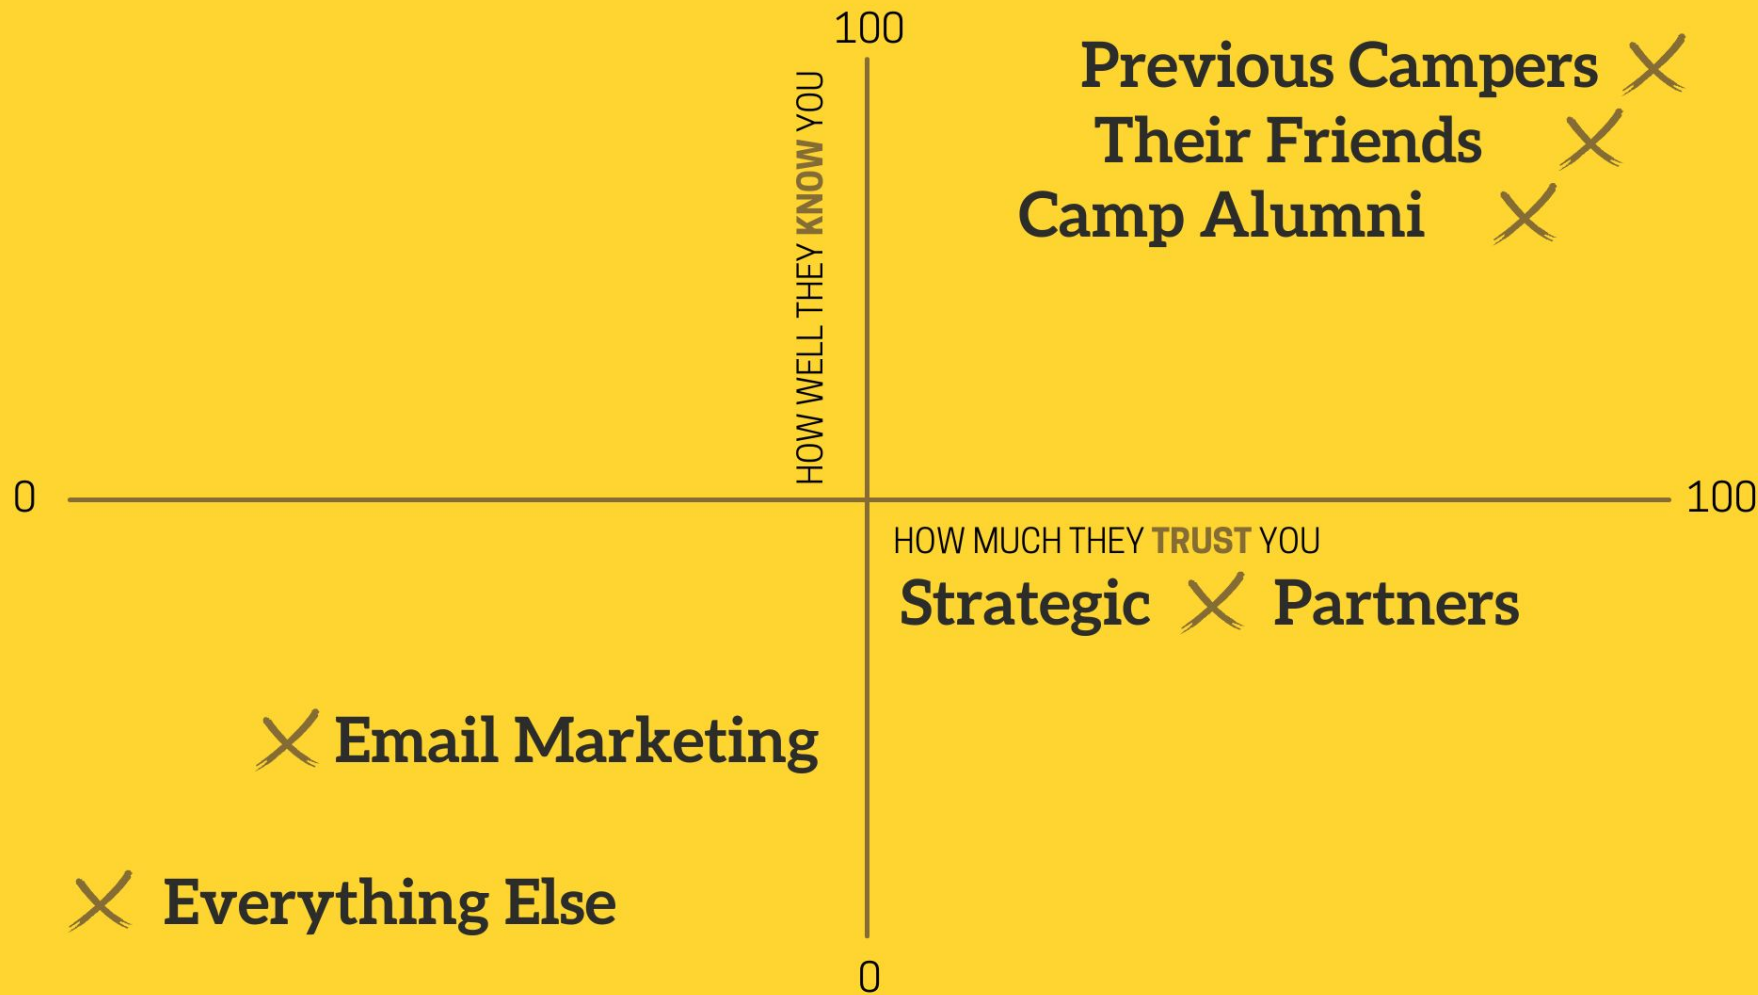 100
Previous Campers
Their Friends
Camp Alumni
HOW WELL THEY KNOW YOU
0
100
HOW MUCH THEY TRUST YOU
Strategic Partners
Email Marketing
Everything Else
0